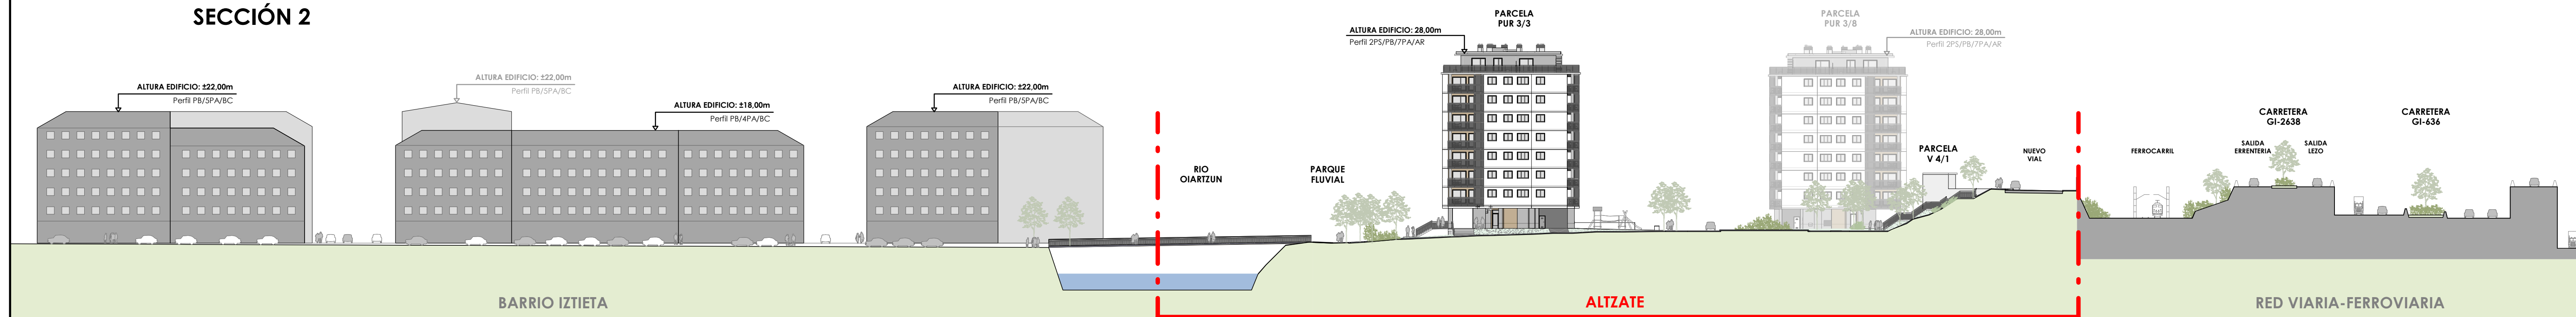 SECCIÓN 2
ALTURA EDIFICIO: ±22,00m
Perfil PB/5PA/BC
ALTURA EDIFICIO: ±22,00m
Perfil PB/5PA/BC
ALTURA EDIFICIO: ±18,00m
Perfil PB/4PA/BC
ALTURA EDIFICIO: ±22,00m
Perfil PB/5PA/BC
RIO
OIARTZUN
PARQUE
FLUVIAL
ALTURA EDIFICIO: 28,00m
Perfil 2PS/PB/7PA/AR
PARCELA
PUR 3/3
PARCELA
PUR 3/8
ALTURA EDIFICIO: 28,00m
Perfil 2PS/PB/7PA/AR
PARCELA
V 4/1
NUEVO
VIAL
FERROCARRIL
CARRETERA
GI-2638
SALIDA
ERRENTERIA
SALIDA
LEZO
CARRETERA
GI-636
BARRIO IZTIETA
ALTZATE
RED VIARIA-FERROVIARIA